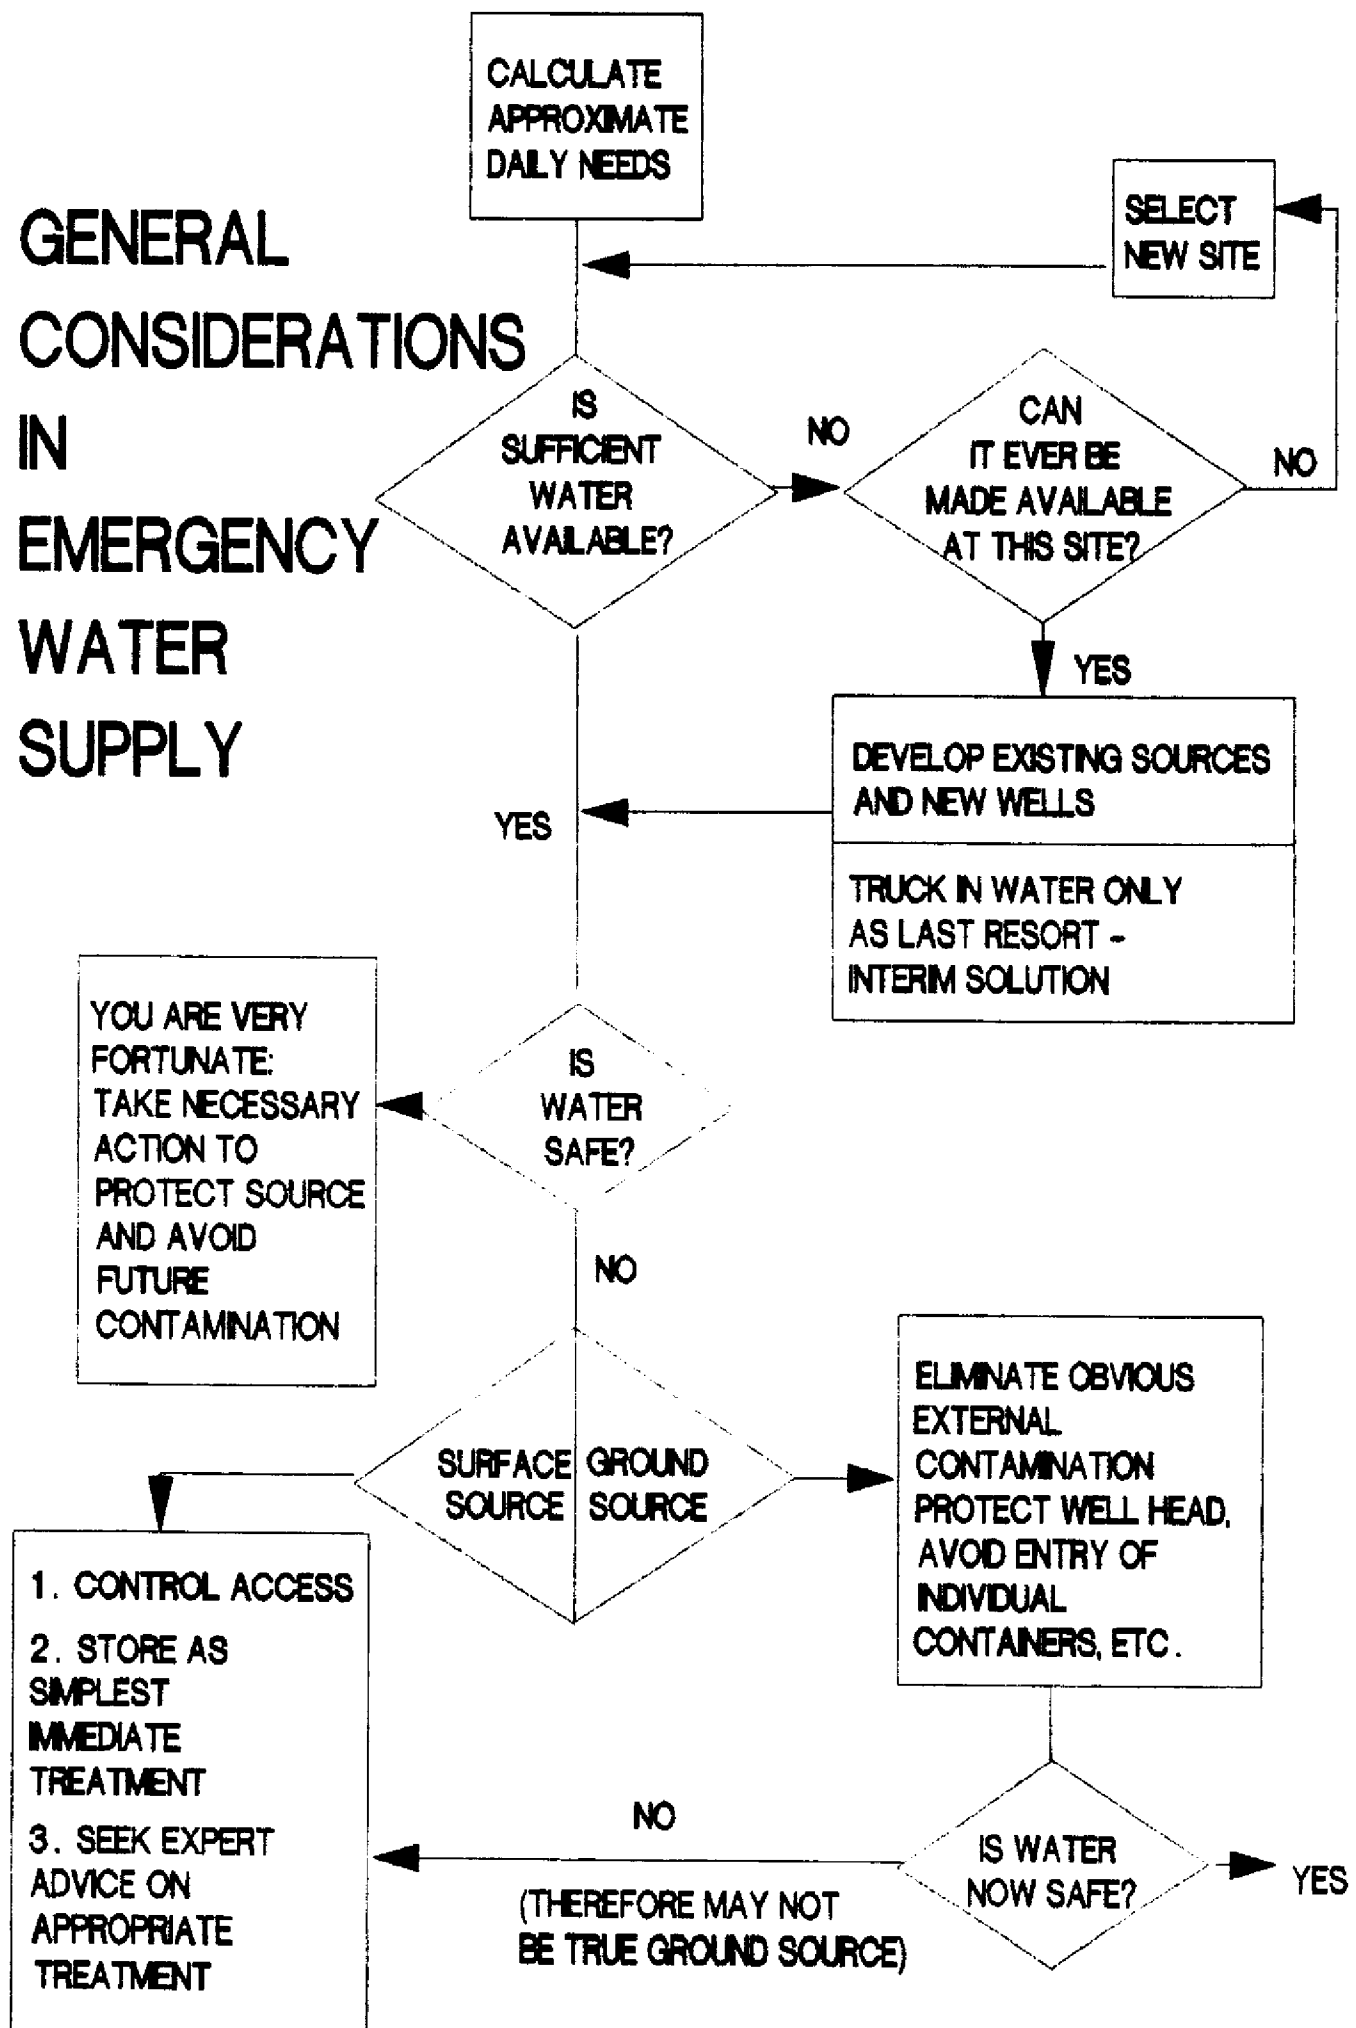 CALCULATE
APPROXIMATE
DAILY NEEDS
GENERAL
CONSIDERATIONS
IN
EMERGENCY
WATER
SUPPLY
SELECT
NEW SITE
IS
SUFFICIENT
WATER
AVAILABLE?
NO
CAN
IT EVER BE
MADE AVAILABLE
AT THIS SITE?
NO
YES
DEVELOP EXISTING SOURCES
AND NEW WELLS
TRUCK IN WATER ONLY
AS LAST RESORT -
INTERIM SOLUTION
YES
IS
WATER
SAFE?
YOU ARE VERY
FORTUNATE:
TAKE NECESSARY
ACTION TO
PROTECT SOURCE
AND AVOID
FUTURE
CONTAMINATION
NO
SURFACE
SOURCE
GROUND
SOURCE
ELIMINATE OBVIOUS
EXTERNAL
CONTAMINATION
PROTECT WELL HEAD,
AVOID ENTRY OF
INDIVIDUAL
CONTAINERS, ETC.
1. CONTROL ACCESS
2. STORE AS
SIMPLEST
IMMEDIATE
TREATMENT
3. SEEK EXPERT
ADVICE ON
APPROPRIATE
TREATMENT
NO
(THEREFORE MAY NOT
BE TRUE GROUND SOURCE)
IS WATER
NOW SAFE?
YES